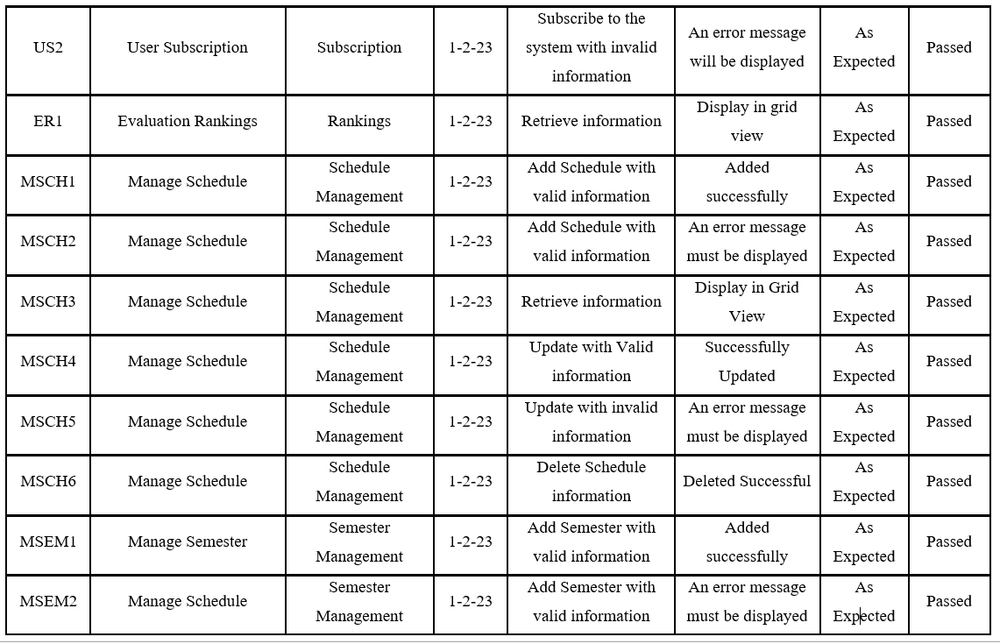 US2 User Subscription Subscription 1-2-23 Subscribe to the system with invalid information An error message will be displayed As Expected Passed
ER1 Evaluation Rankings Rankings 1-2-23 Retrieve information Display in grid view As Expected Passed
MSCH1 Manage Schedule Schedule Management 1-2-23 Add Schedule with valid information Added successfully As Expected Passed
MSCH2 Manage Schedule Schedule Management 1-2-23 Add Schedule with valid information An error message must be displayed As Expected Passed
MSCH3 Manage Schedule Schedule Management 1-2-23 Retrieve information Display in Grid View As Expected Passed
MSCH4 Manage Schedule Schedule Management 1-2-23 Update with Valid information Successfully Updated As Expected Passed
MSCH5 Manage Schedule Schedule Management 1-2-23 Update with invalid information An error message must be displayed As Expected Passed
MSCH6 Manage Schedule Schedule Management 1-2-23 Delete Schedule information Deleted Successful As Expected Passed
MSEM1 Manage Semester Semester Management 1-2-23 Add Semester with valid information Added successfully As Expected Passed
MSEM2 Manage Schedule Semester Management 1-2-23 Add Semester with valid information An error message must be displayed As Expected Passed